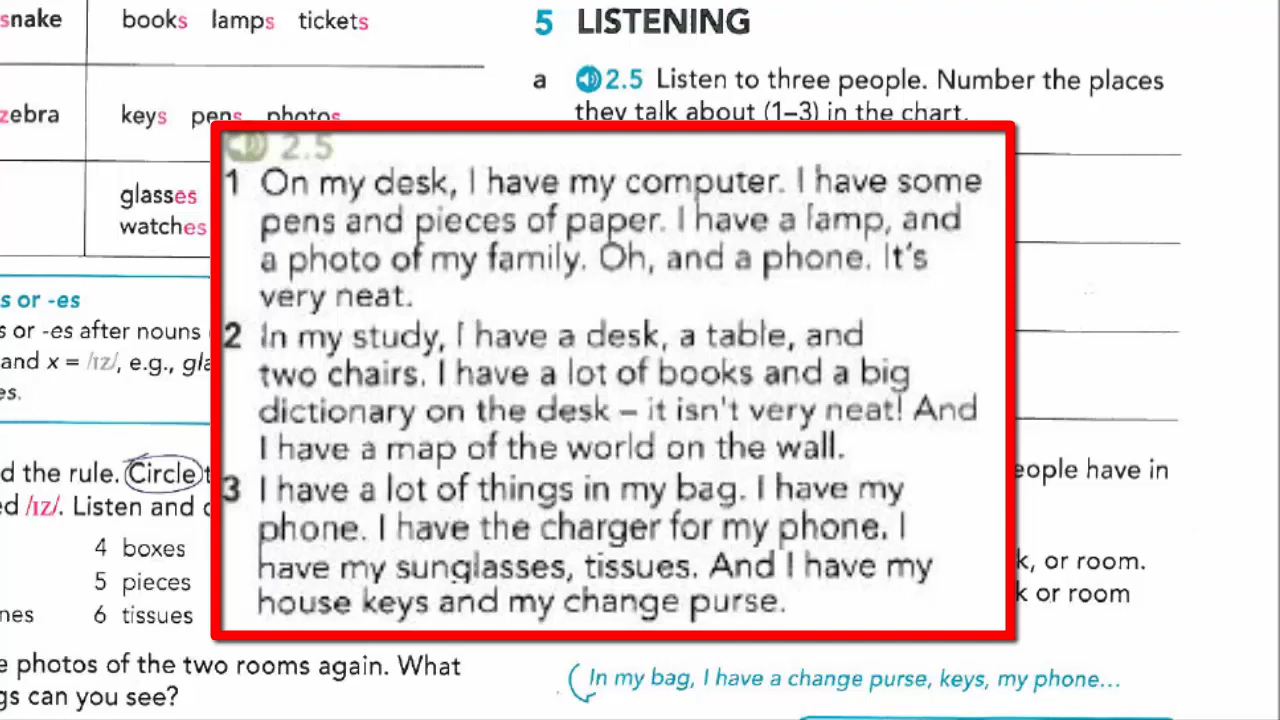 snake
books lamps tickets
zebra
keys pens photos
glasses
watches
s or -es
s or -es after nouns
and x = /ɪz/, e.g., gla
es.
d the rule. Circle t
ed /ɪz/. Listen and
4 boxes
5 pieces
nes 6 tissues
e photos of the two rooms again. What
gs can you see?
5 LISTENING
a 2.5 Listen to three people. Number the places
they talk about (1–3) in the chart.
2.5
1 On my desk, I have my computer. I have some
pens and pieces of paper. I have a lamp, and
a photo of my family. Oh, and a phone. It's
very neat.
2 In my study, I have a desk, a table, and
two chairs. I have a lot of books and a big
dictionary on the desk – it isn't very neat! And
I have a map of the world on the wall.
3 I have a lot of things in my bag. I have my
phone. I have the charger for my phone. I
have my sunglasses, tissues. And I have my
house keys and my change purse.
eople have in
k, or room.
k or room
In my bag, I have a change purse, keys, my phone...